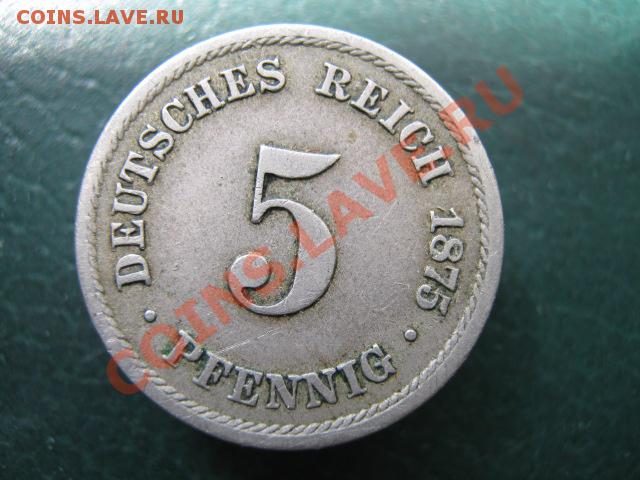 COINS.LAVE.RU
DEUTSCHES REICH 1875
5
· PFENNIG ·
COINS.LAVE.RU